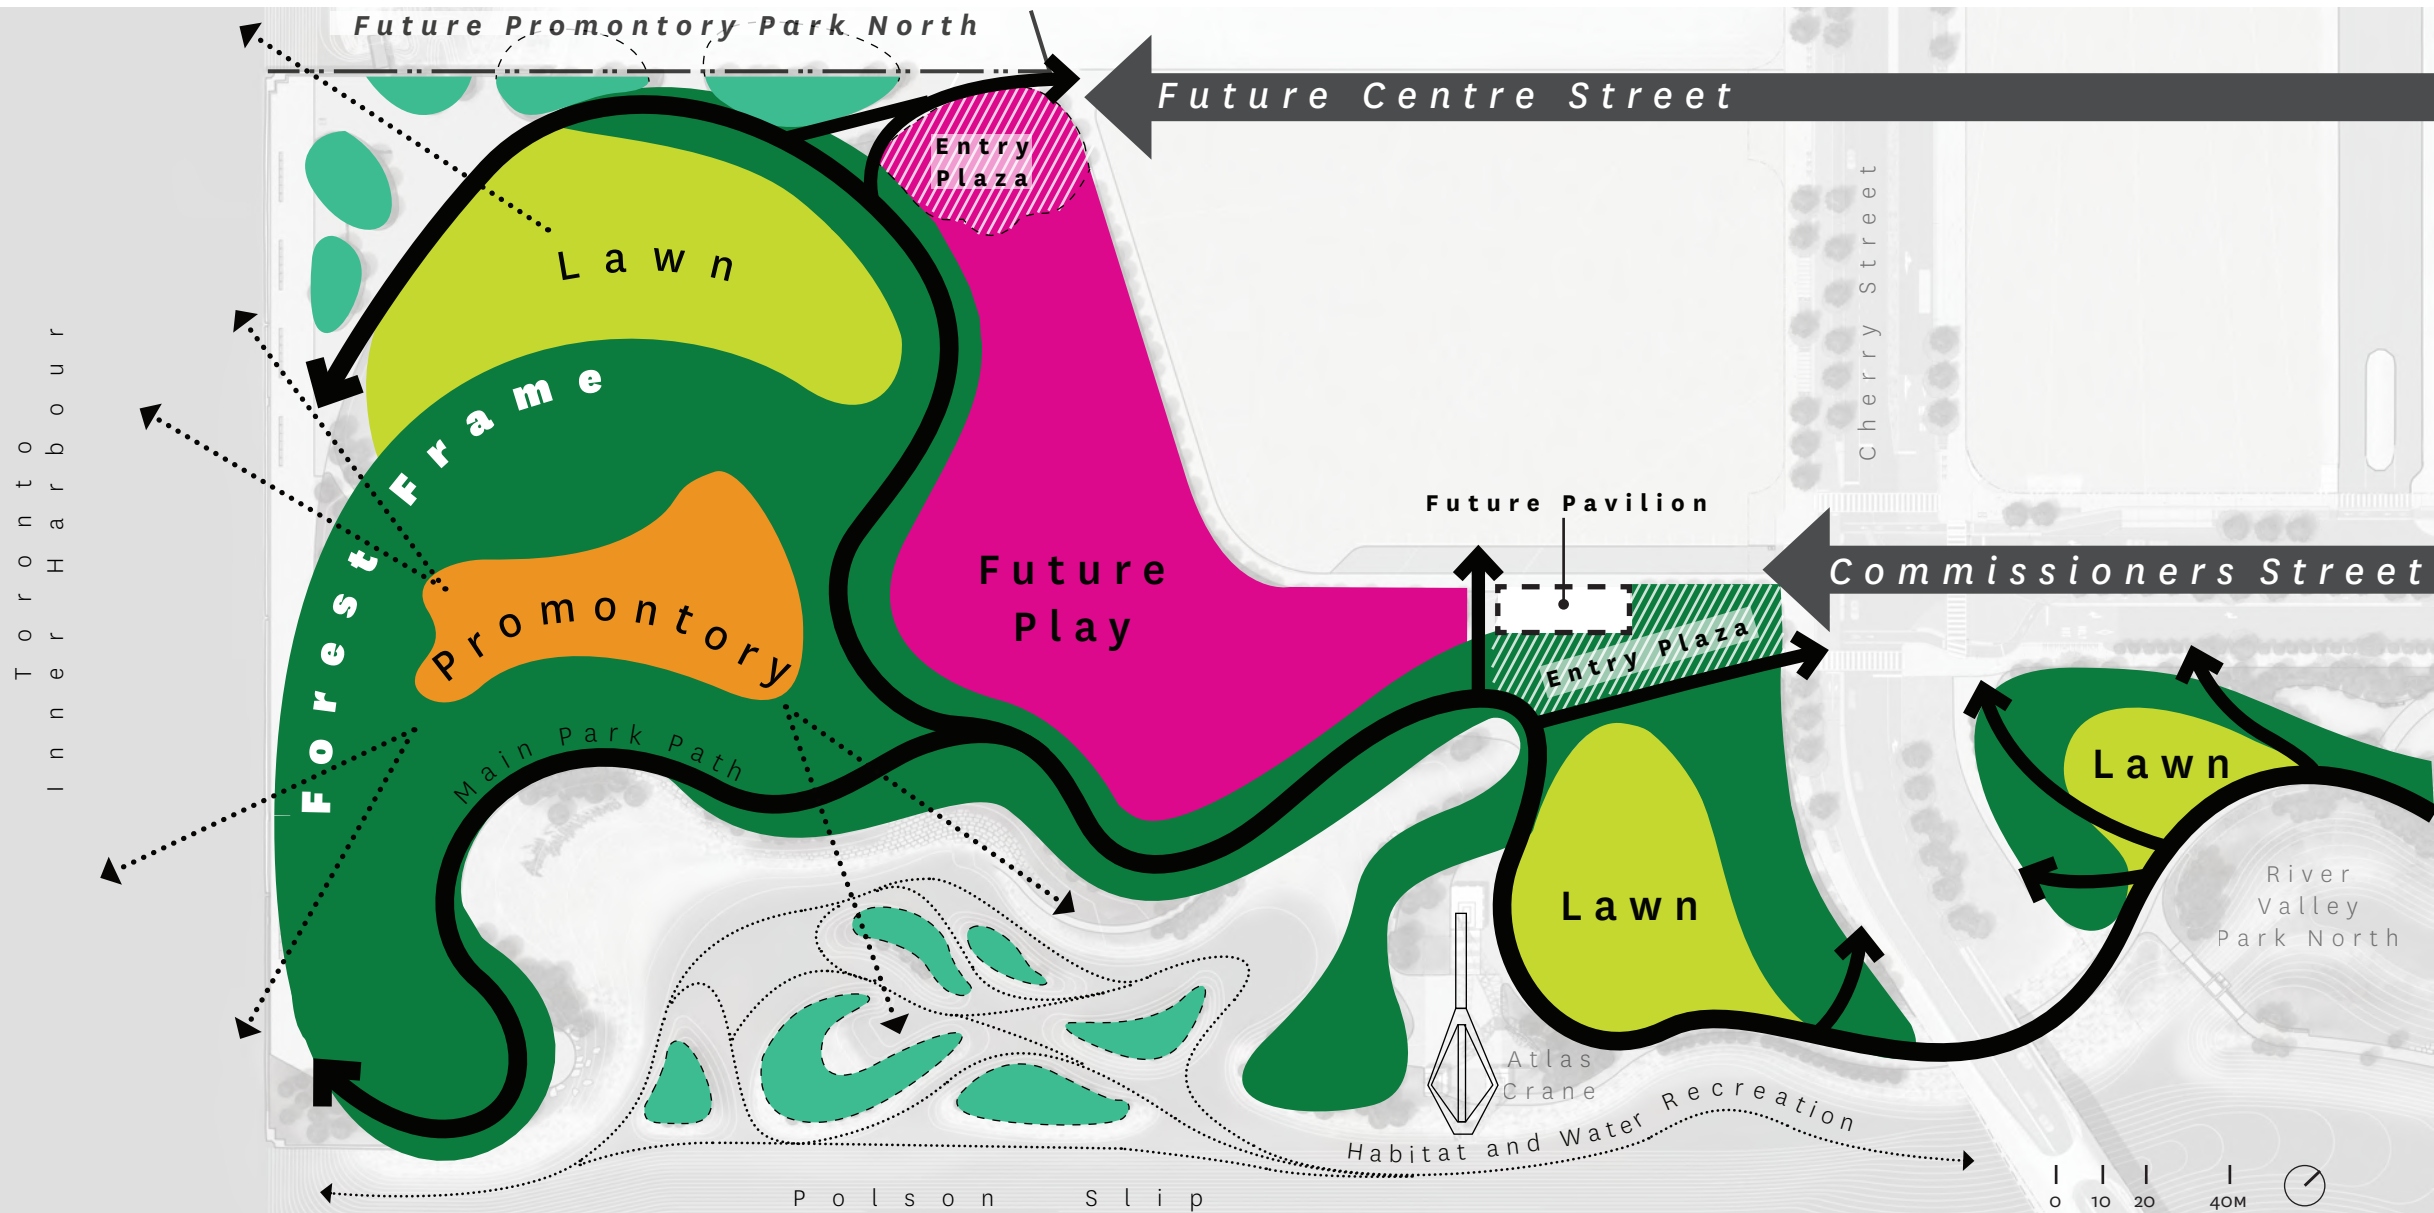 Future Promontory Park North
Future Centre Street
Entry
Plaza
Cherry Street
Lawn
Toronto
Inner Harbour
Forest Frame
Future Pavilion
Commissioners Street
Future
Play
Promontory
Entry Plaza
Main Park Path
Lawn
Lawn
River
Valley
Park North
Atlas
Crane
Habitat and Water Recreation
Polson Slip
0 10 20 40M